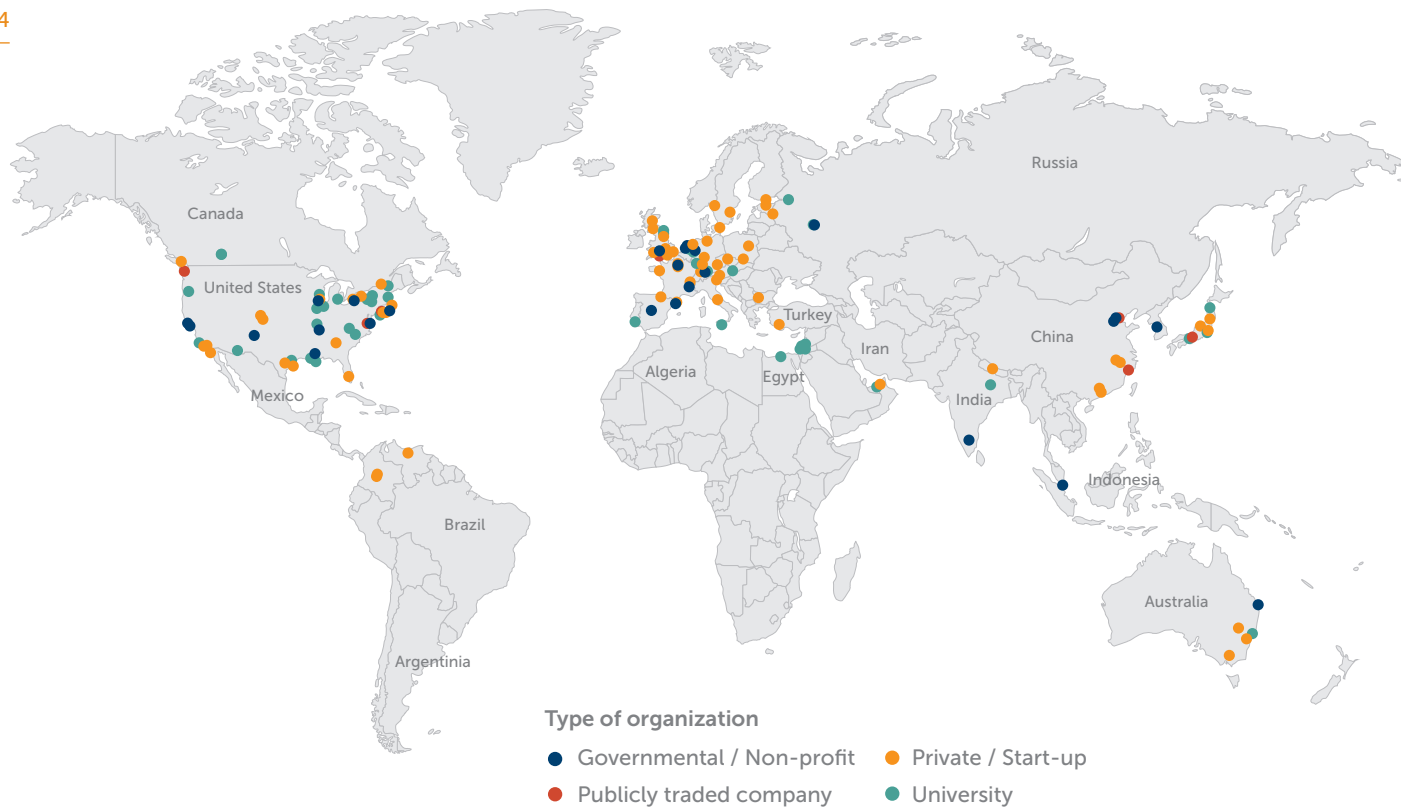 4
Russia
Canada
United States
Turkey
China
Iran
Algeria
Egypt
Mexico
India
Indonesia
Brazil
Australia
Argentinia
Type of organization
Governmental / Non-profit
Private / Start-up
Publicly traded company
University